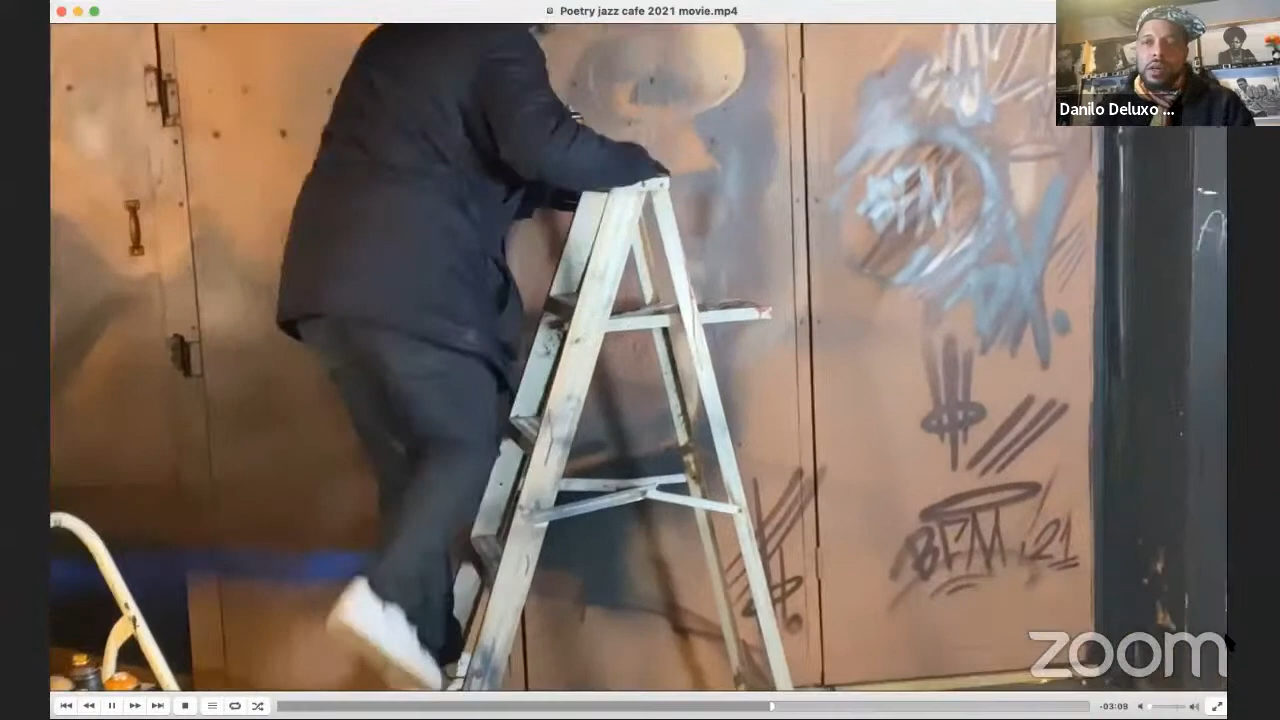 Poetry jazz cafe 2021 movie.mp4
Danilo Deluxo ...
BFM '21
zoom
-03:09